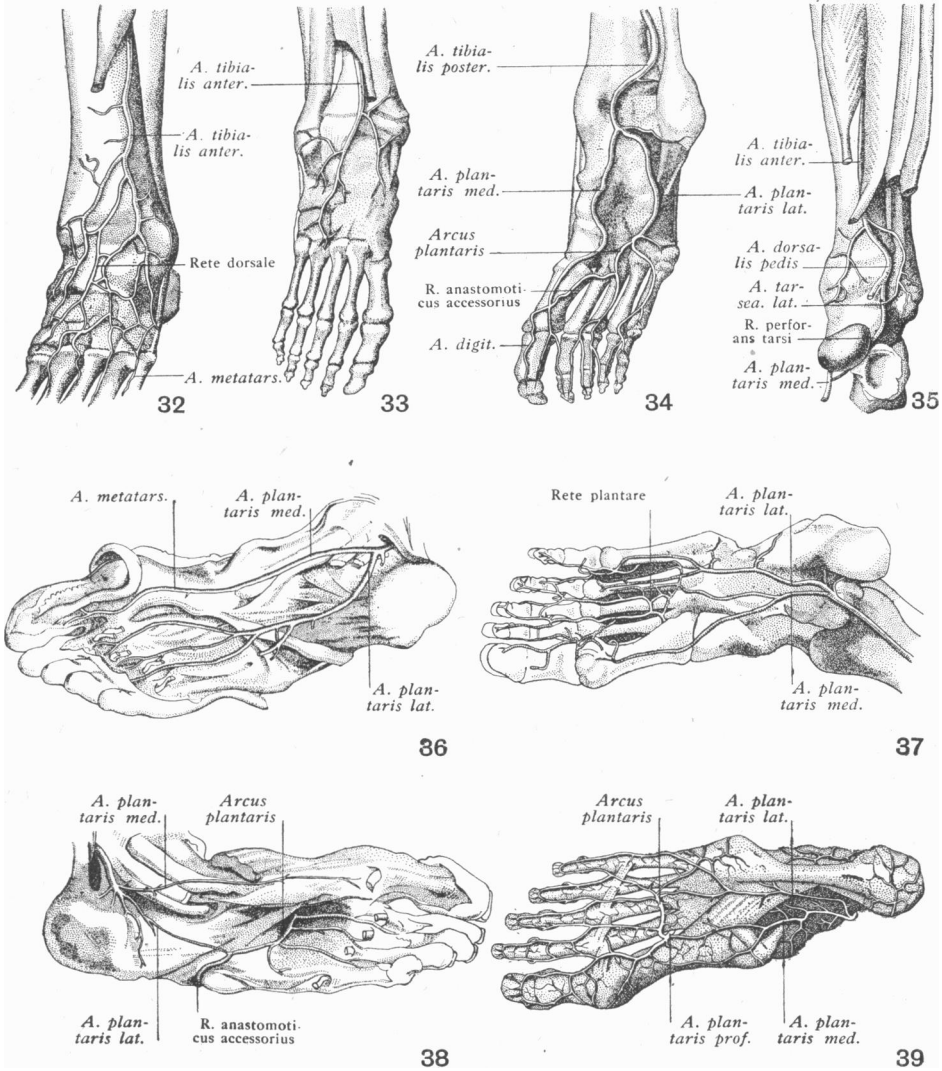 A. tibia-
lis anter.
A. tibia-
lis anter.
Rete dorsale
A. metatars.
32
33
A. tibia-
lis poster.
A. plan-
taris med.
A. plan-
taris lat.
Arcus
plantaris
R. anastomoti-
cus accessorius
A. digit.
34
A. tibia-
lis anter.
A. dorsa-
lis pedis
A. tar-
sea. lat.
R. perfor-
ans tarsi
A. plan-
taris med.
35
A. metatars.
A. plan-
taris med.
A. plan-
taris lat.
36
Rete plantare
A. plan-
taris lat.
A. plan-
taris med.
37
A. plan-
taris med.
Arcus
plantaris
A. plan-
taris lat.
R. anastomoti-
cus accessorius
38
Arcus
plantaris
A. plan-
taris lat.
A. plan-
taris prof.
A. plan-
taris med.
39